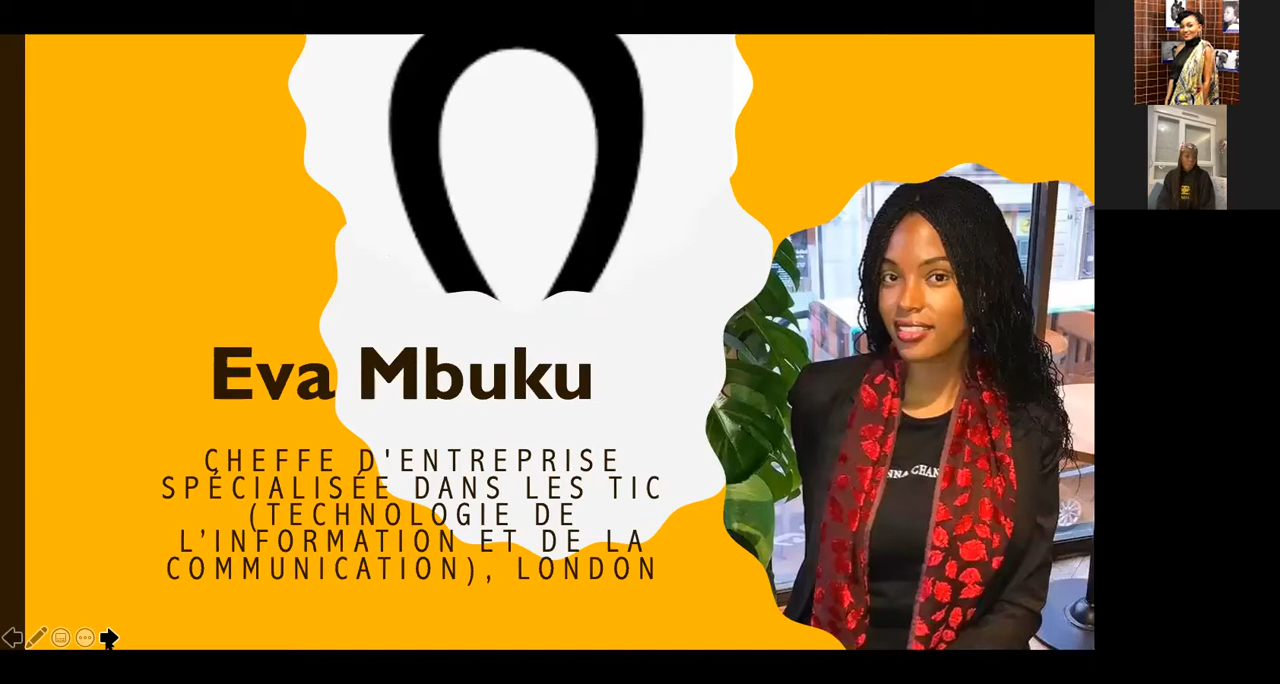 Eva Mbuku
CHEFFE D'ENTREPRISE
SPÉCIALISÉE DANS LES TIC
(TECHNOLOGIE DE
L’INFORMATION ET DE LA
COMMUNICATION), LONDON